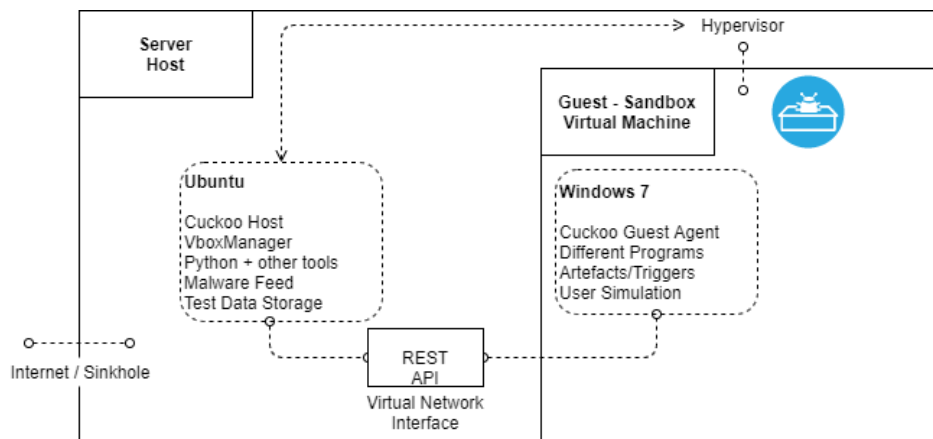 Server
Host
Hypervisor
Guest - Sandbox
Virtual Machine
Ubuntu
Cuckoo Host
VboxManager
Python + other tools
Malware Feed
Test Data Storage
Windows 7
Cuckoo Guest Agent
Different Programs
Artefacts/Triggers
User Simulation
Internet / Sinkhole
REST
API
Virtual Network
Interface